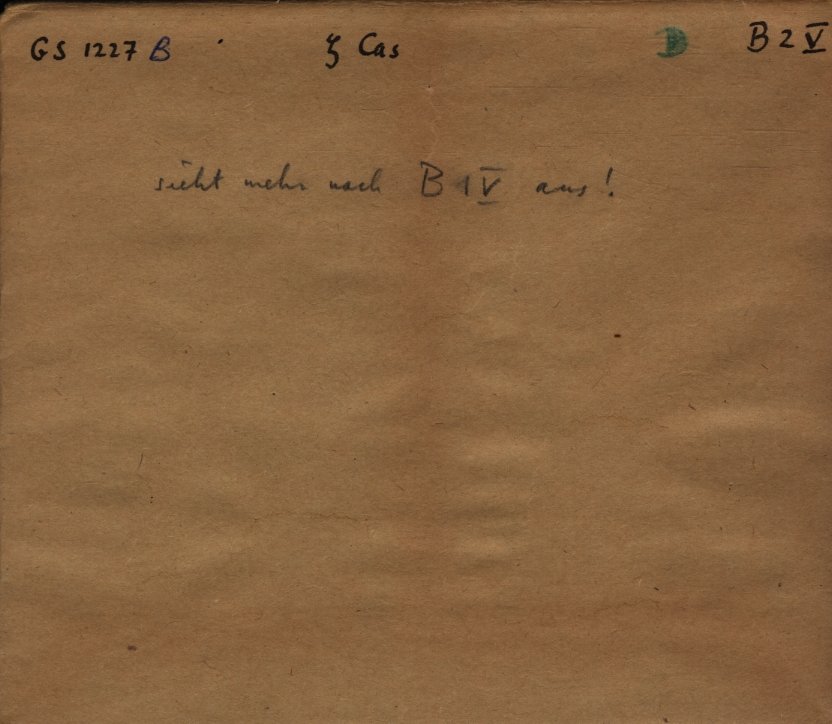 GS 1227 B ζ Cas D B 2 V
sieht mehr nach B 1 V aus!